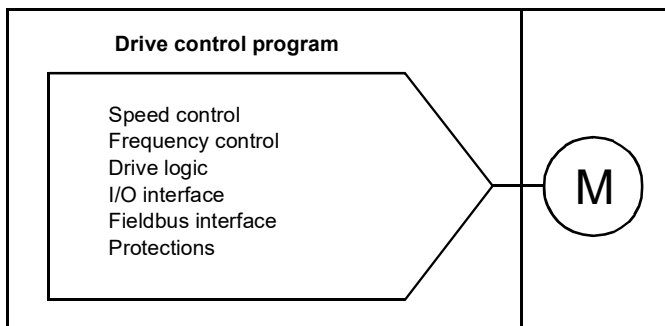 Drive control program
Speed control
Frequency control
Drive logic
I/O interface
Fieldbus interface
Protections
M